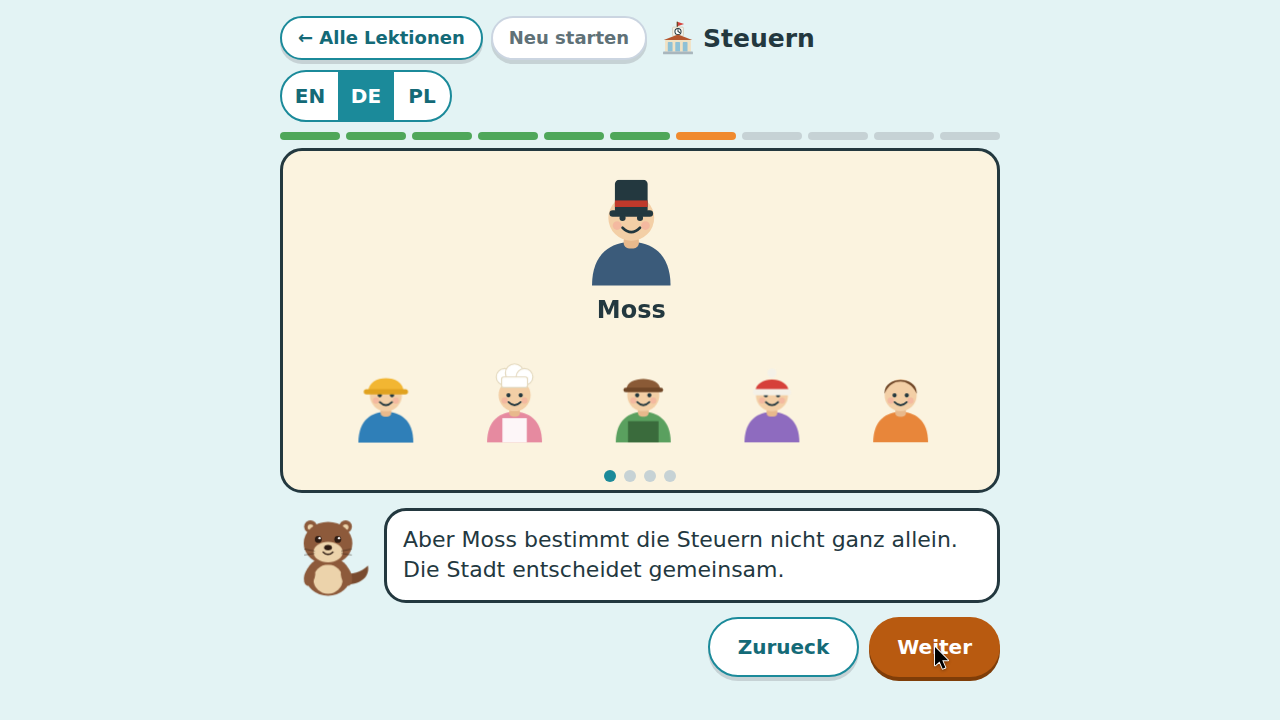 ← Alle Lektionen
Neu starten
Steuern
EN DE PL
Moss
Aber Moss bestimmt die Steuern nicht ganz allein.
Die Stadt entscheidet gemeinsam.
Zurueck
Weiter